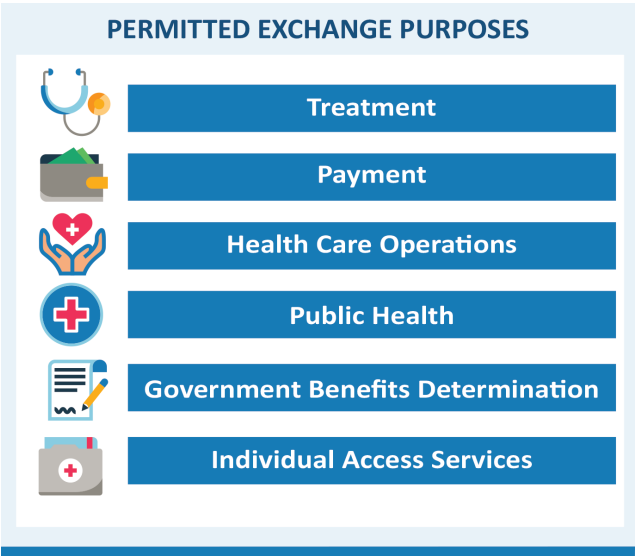 PERMITTED EXCHANGE PURPOSES
Treatment
Payment
Health Care Operations
Public Health
Government Benefits Determination
Individual Access Services